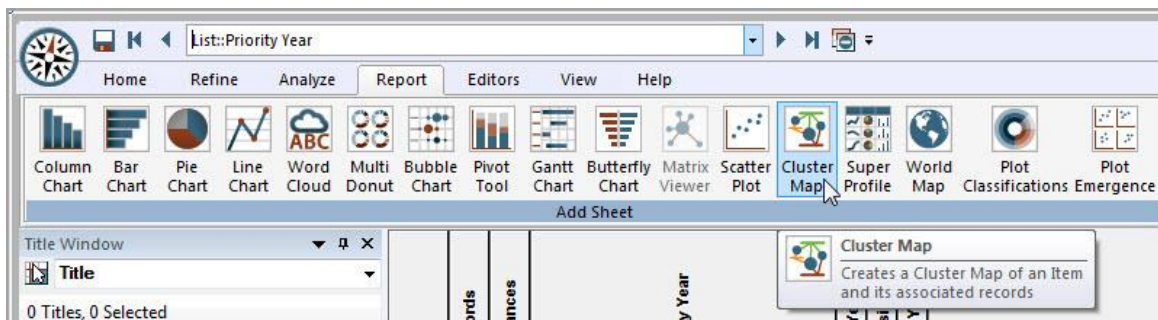 List::Priority Year
Home Refine Analyze Report Editors View Help
ABC
Column Chart
Bar Chart
Pie Chart
Line Chart
Word Cloud
Multi Donut
Bubble Chart
Pivot Tool
Gantt Chart
Butterfly Chart
Matrix Viewer
Scatter Plot
Cluster Map
Super Profile
World Map
Plot Classifications
Plot Emergence
Add Sheet
Title Window
Title
0 Titles, 0 Selected
Cluster Map
Creates a Cluster Map of an Item
and its associated records